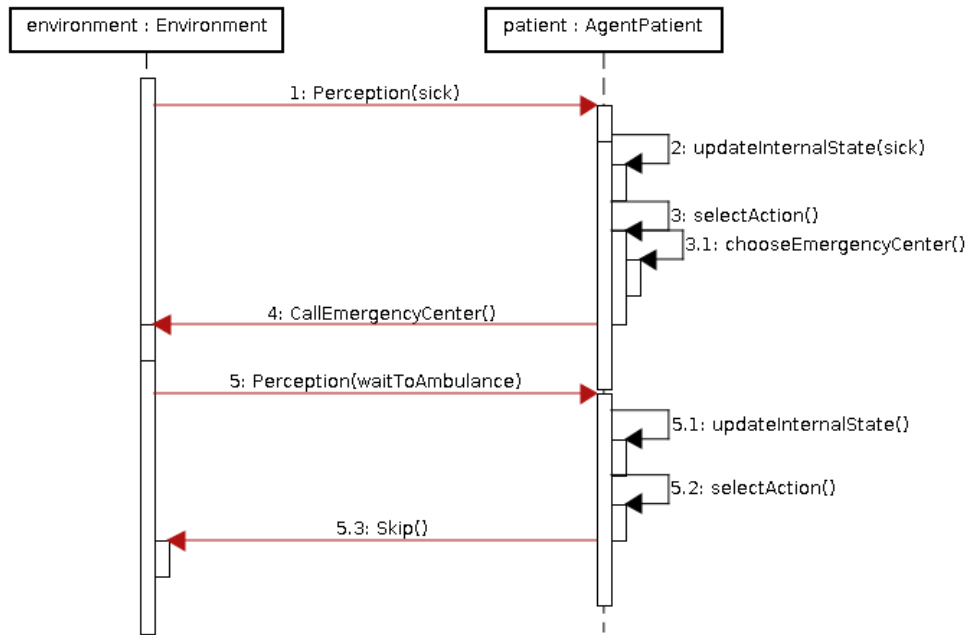 environment : Environment
patient : AgentPatient
1: Perception(sick)
2: updateInternalState(sick)
3: selectAction()
3.1: chooseEmergencyCenter()
4: CallEmergencyCenter()
5: Perception(waitToAmbulance)
5.1: updateInternalState()
5.2: selectAction()
5.3: Skip()